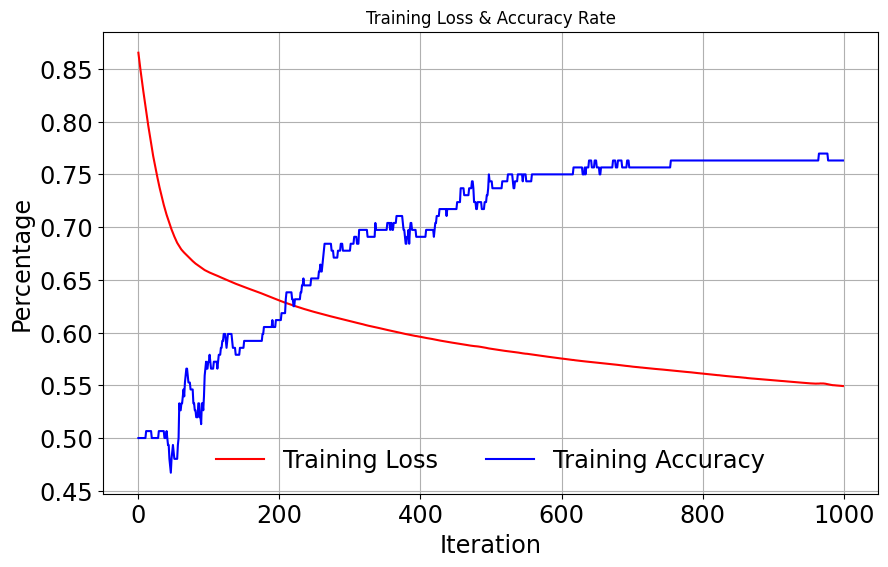 Training Loss & Accuracy Rate
0.85
0.80
0.75
0.70
0.65
0.60
0.55
0.50
0.45
Percentage
Training Loss
Training Accuracy
0 200 400 600 800 1000
Iteration